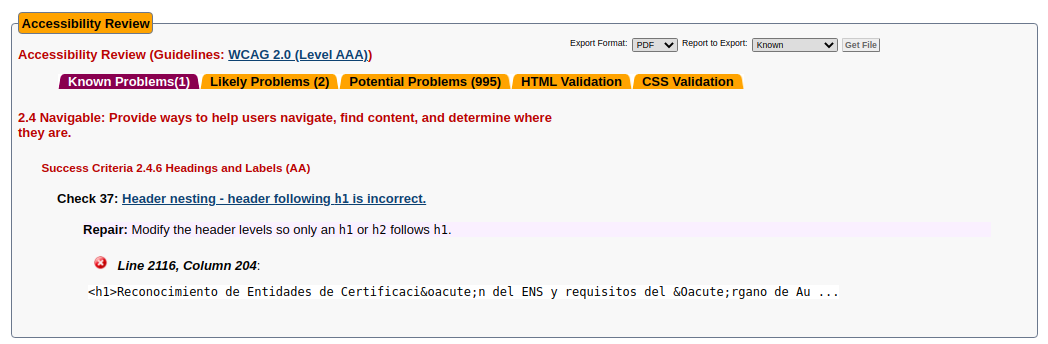 Accessibility Review
Accessibility Review (Guidelines: WCAG 2.0 (Level AAA))
Export Format: PDF Report to Export: Known Get File
Known Problems(1) Likely Problems (2) Potential Problems (995) HTML Validation CSS Validation
2.4 Navigable: Provide ways to help users navigate, find content, and determine where
they are.
Success Criteria 2.4.6 Headings and Labels (AA)
Check 37: Header nesting - header following h1 is incorrect.
Repair: Modify the header levels so only an h1 or h2 follows h1.
Line 2116, Column 204:
<h1>Reconocimiento de Entidades de Certificaci&oacute;n del ENS y requisitos del &Oacute;rgano de Au ...